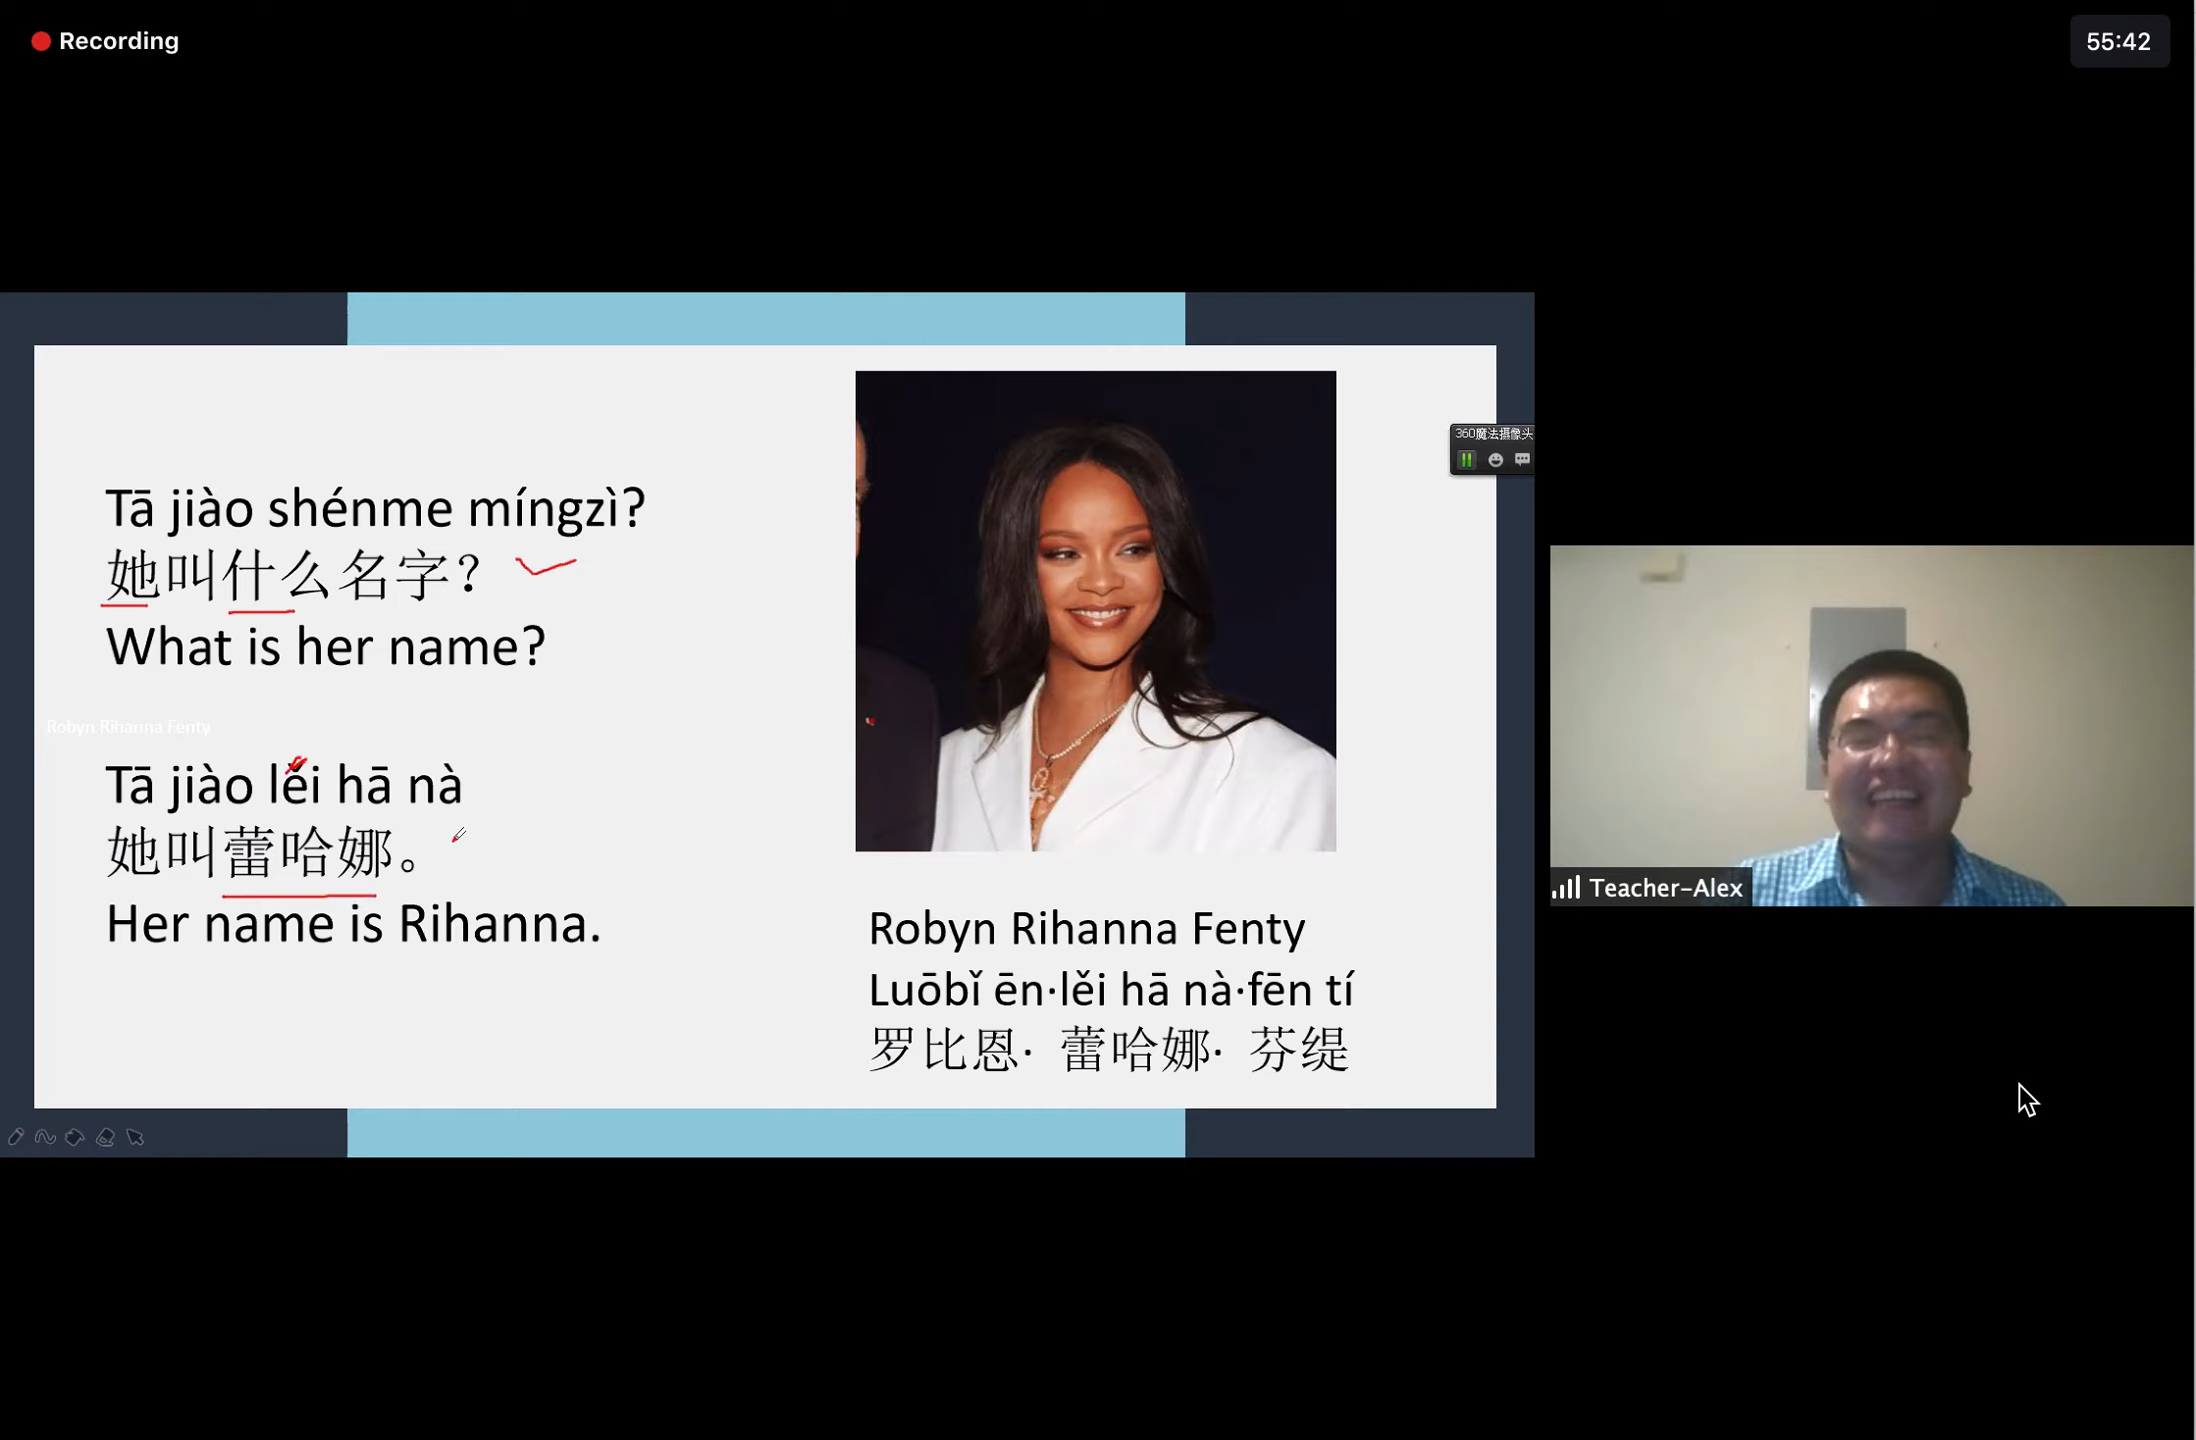 Recording
55:42
360魔法摄像头
Tā jiào shénme míngzì?
她叫什么名字？
What is her name?
Robyn Rihanna Fenty
Tā jiào lěi hā nà
她叫蕾哈娜。
Her name is Rihanna.
Robyn Rihanna Fenty
Luōbǐ ēn·lěi hā nà·fēn tí
罗比恩· 蕾哈娜· 芬缇
Teacher-Alex